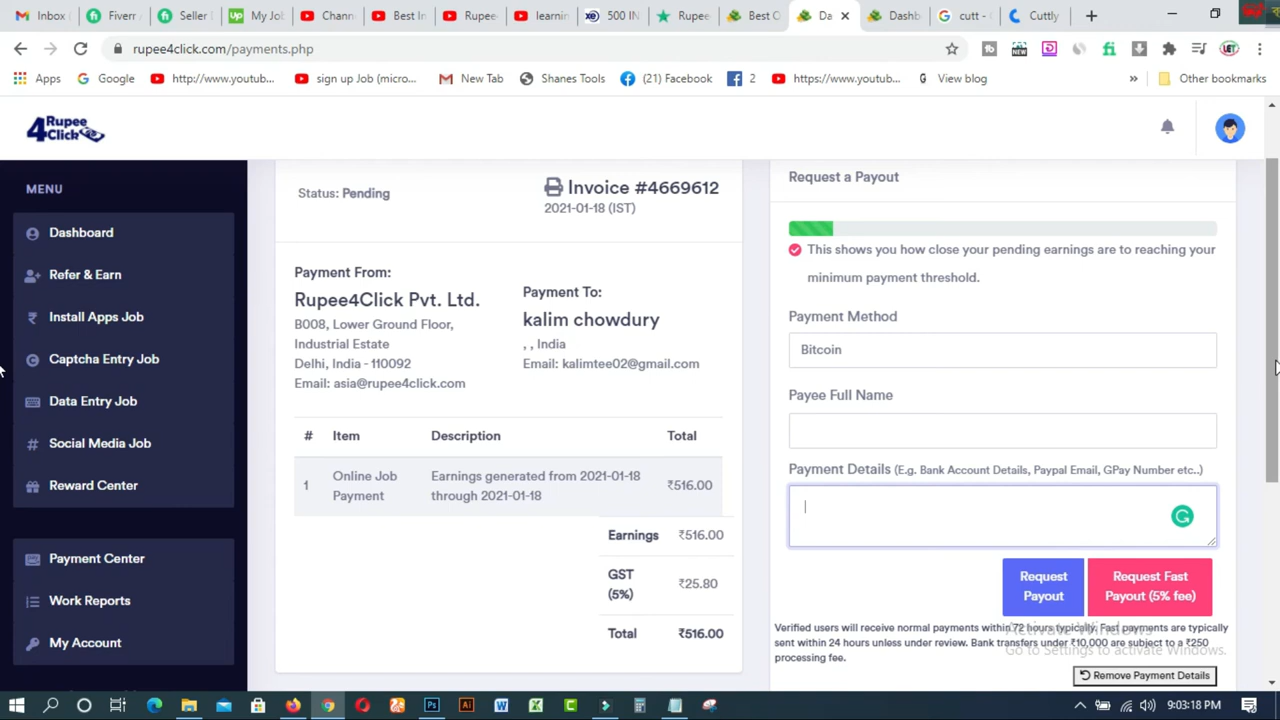 Inbox
Fiverr
Seller
My Jol
Chann
Best in
Rupee
lear
500 IN
Rupee
Best O
Da
Dashb
cutt
Cuttly
rupee4click.com/payments.php
Apps
Google
http://www.youtub...
sign up Job (micro...
New Tab
Shanes Tools
(21) Facebook
2
https://www.youtub...
View blog
»
Other bookmarks
4 Rupee Click
MENU
Dashboard
Refer & Earn
Install Apps Job
Captcha Entry Job
Data Entry Job
Social Media Job
Reward Center
Payment Center
Work Reports
My Account
Status: Pending
Invoice #4669612
2021-01-18 (IST)
Payment From:
Rupee4Click Pvt. Ltd.
B008, Lower Ground Floor,
Industrial Estate
Delhi, India - 110092
Email: asia@rupee4click.com
Payment To:
kalim chowdury
, , India
Email: kalimtee02@gmail.com
# Item Description Total
1 Online Job Payment Earnings generated from 2021-01-18 through 2021-01-18 ₹516.00
Earnings ₹516.00
GST (5%) ₹25.80
Total ₹516.00
Request a Payout
This shows you how close your pending earnings are to reaching your
minimum payment threshold.
Payment Method
Bitcoin
Payee Full Name
Payment Details (E.g. Bank Account Details, Paypal Email, GPay Number etc..)
Request Payout
Request Fast Payout (5% fee)
Verified users will receive normal payments within 72 hours typically. Fast payments are typically
sent within 24 hours unless under review. Bank transfers under ₹10,000 are subject to a ₹250
processing fee.
Activate Windows
Go to Settings to activate Windows.
Remove Payment Details
9:03:18 PM